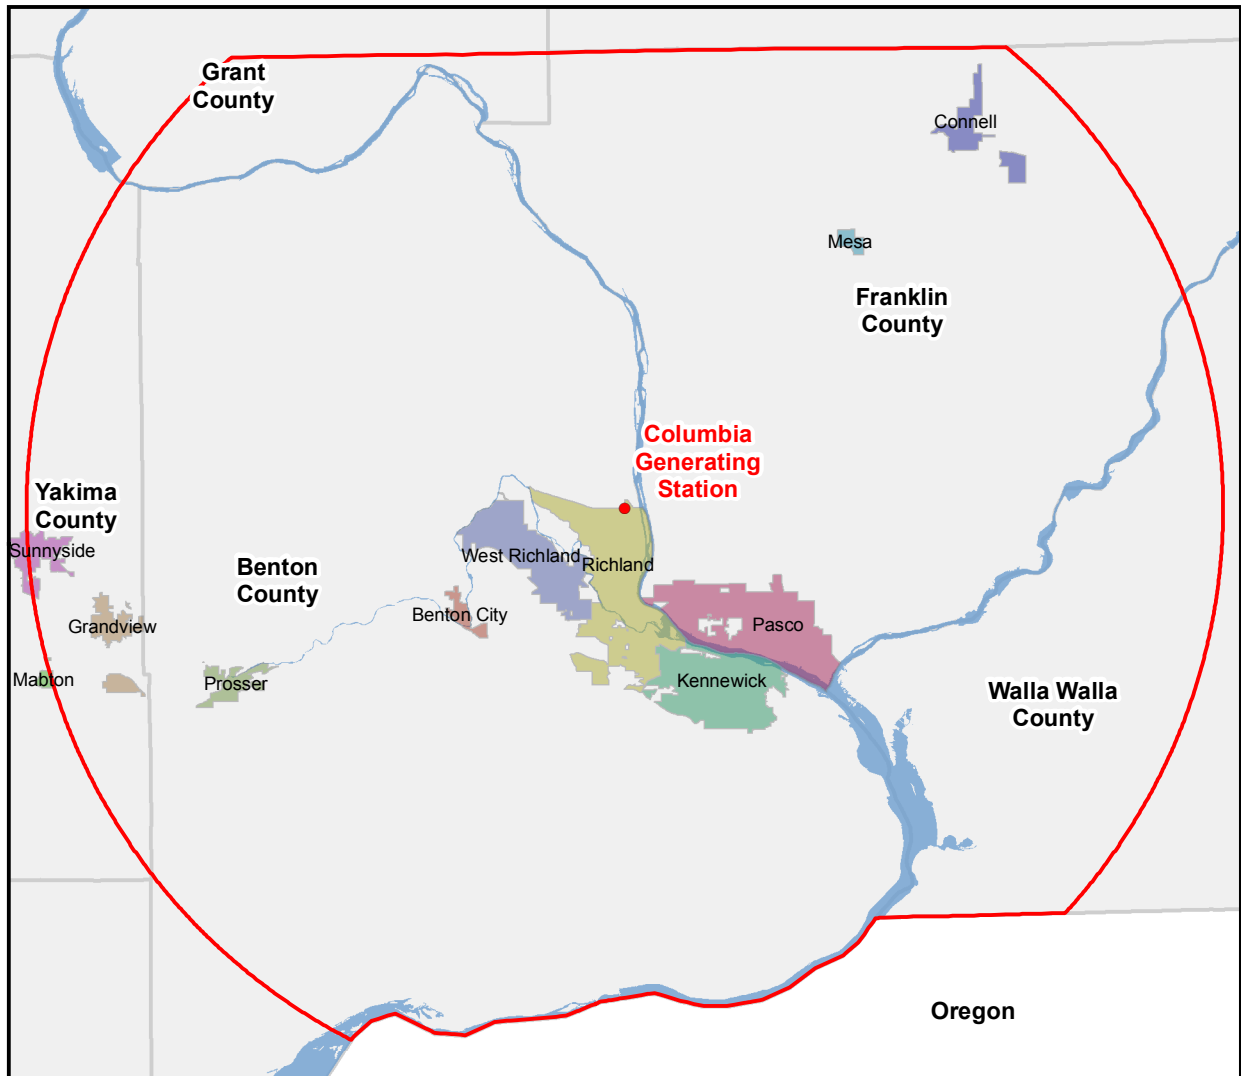 Grant
County
Connell
Mesa
Franklin
County
Columbia
Generating
Station
Yakima
County
Sunnyside
West Richland
Richland
Benton
County
Benton City
Grandview
Pasco
Mabton
Prosser
Kennewick
Walla Walla
County
Oregon